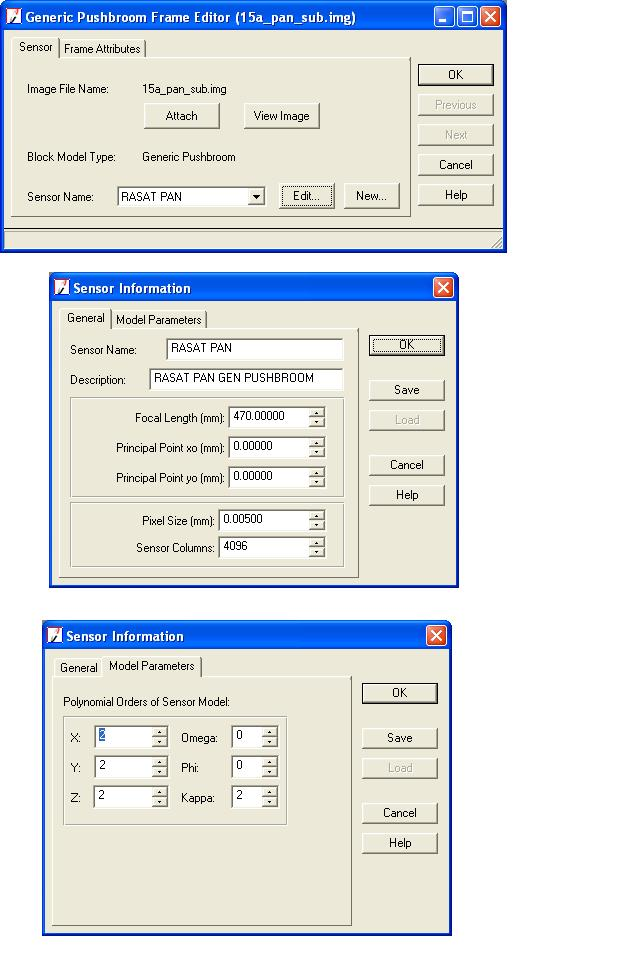 Generic Pushbroom Frame Editor (15a_pan_sub.img)
Sensor Frame Attributes
OK
Image File Name: 15a_pan_sub.img
Previous
Attach View Image
Next
Block Model Type: Generic Pushbroom
Cancel
Sensor Name: RASAT PAN Edit... New... Help
Sensor Information
General Model Parameters
Sensor Name: RASAT PAN OK
Description: RASAT PAN GEN PUSHBROOM Save
Focal Length (mm): 470.00000 Load
Principal Point xo (mm): 0.00000
Cancel
Principal Point yo (mm): 0.00000
Help
Pixel Size (mm): 0.00500
Sensor Columns: 4096
Sensor Information
General Model Parameters
OK
Polynomial Orders of Sensor Model:
X: 2 Omega: 0 Save
Y: 2 Phi: 0 Load
Z: 2 Kappa: 2
Cancel
Help